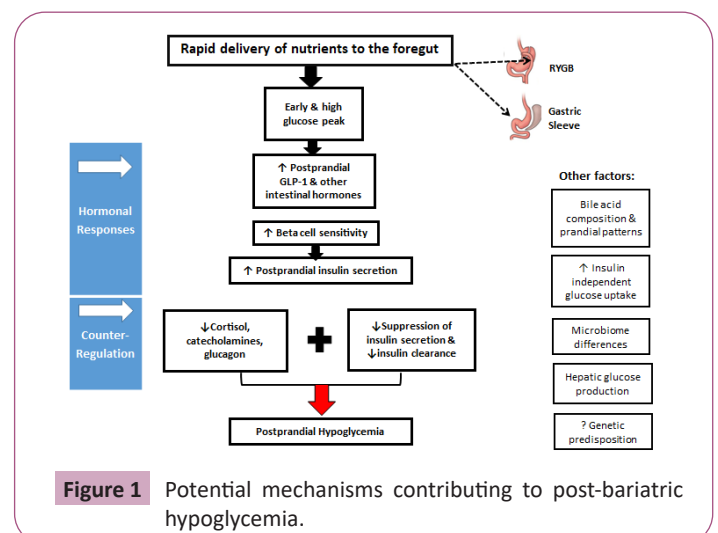 Rapid delivery of nutrients to the foregut
RYGB
Gastric
Sleeve
Early & high
glucose peak
↑ Postprandial
GLP-1 & other
intestinal hormones
↑ Beta cell sensitivity
↑ Postprandial insulin secretion
Hormonal
Responses
Counter-
Regulation
↓Cortisol,
catecholamines,
glucagon
↓Suppression of
insulin secretion &
↓insulin clearance
Postprandial Hypoglycemia
Other factors:
Bile acid
composition &
prandial patterns
↑ Insulin
independent
glucose uptake
Microbiome
differences
Hepatic glucose
production
? Genetic
predisposition
Figure 1 Potential mechanisms contributing to post-bariatric
hypoglycemia.